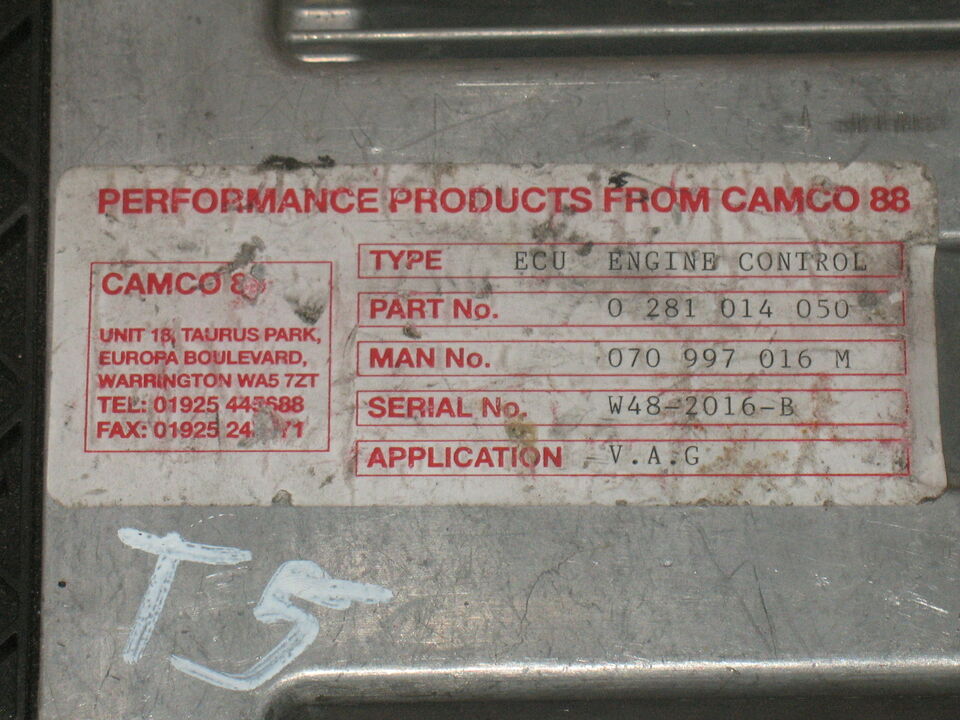 PERFORMANCE PRODUCTS FROM CAMCO 88
CAMCO
UNIT 18, TAURUS PARK,
EUROPA BOULEVARD,
WARRINGTON WA5 7ZT
TEL: 01925
FAX: 01925
TYPE ECU ENGINE CONTROL
PART No. 0 281 014 050
MAN No. 070 997 016 M
SERIAL No. W48-2016-B
APPLICATION -V.A.G
T5